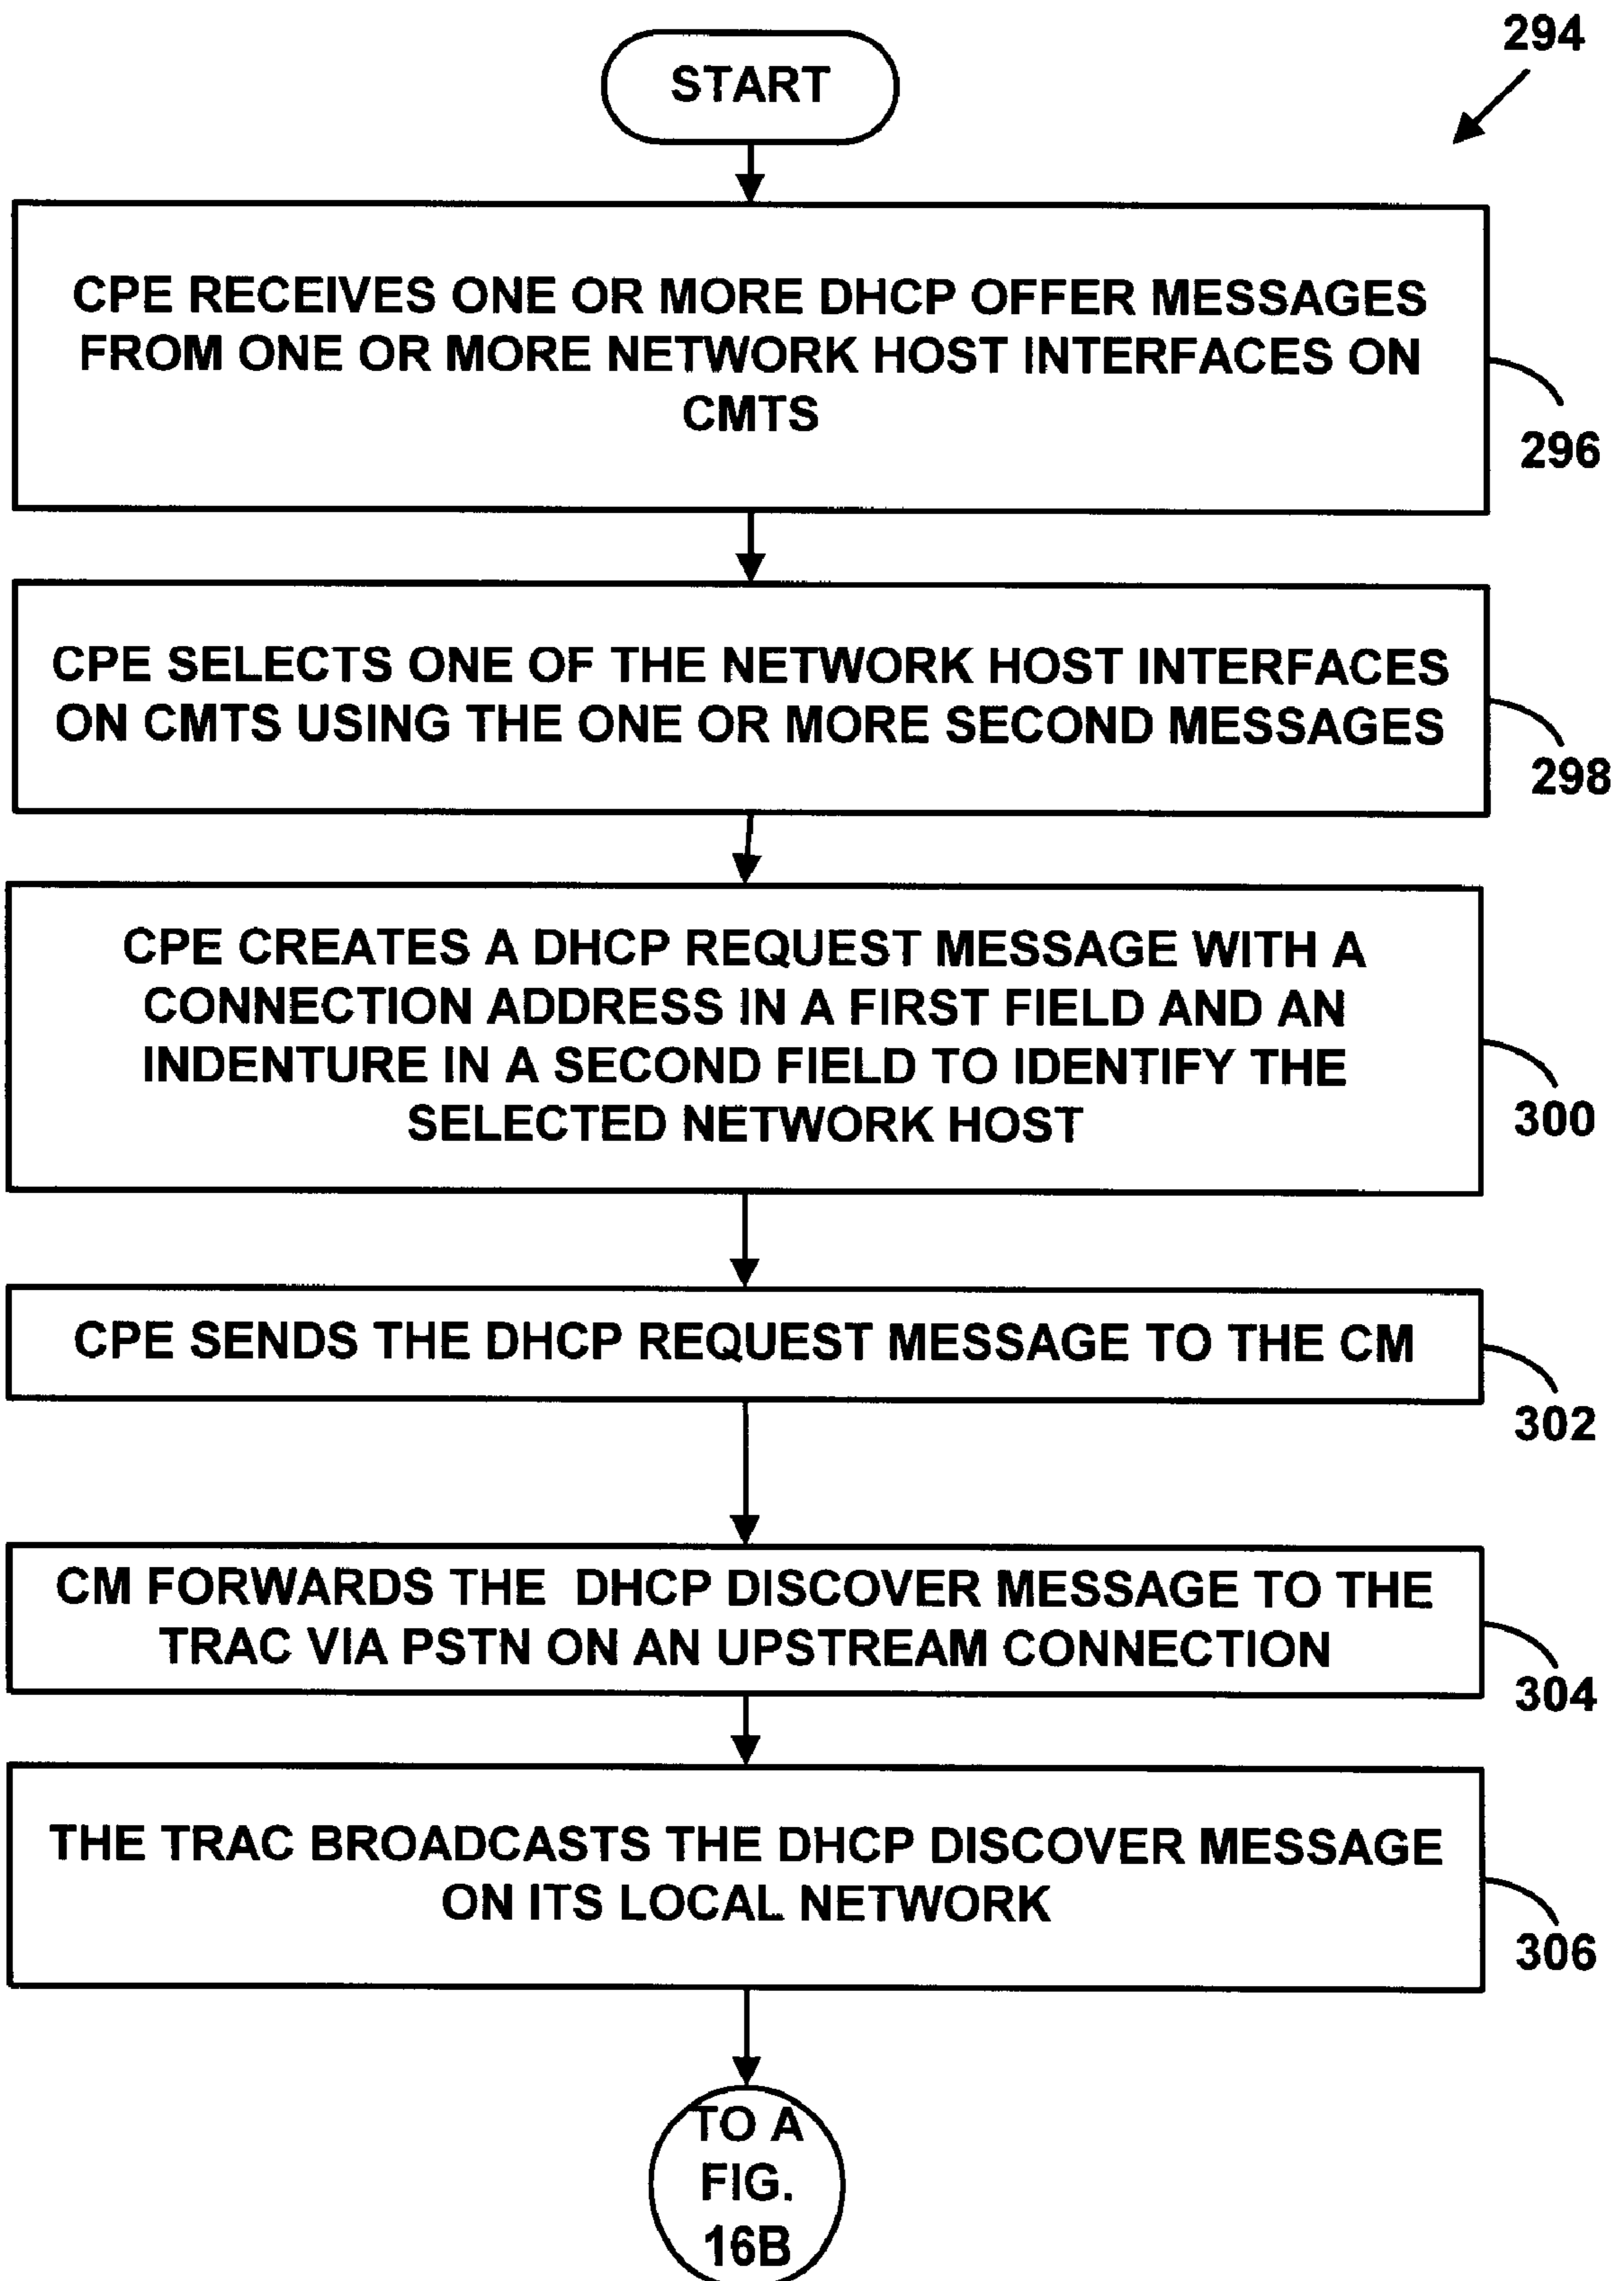 294
START
CPE RECEIVES ONE OR MORE DHCP OFFER MESSAGES
FROM ONE OR MORE NETWORK HOST INTERFACES ON
CMTS
296
CPE SELECTS ONE OF THE NETWORK HOST INTERFACES
ON CMTS USING THE ONE OR MORE SECOND MESSAGES
298
CPE CREATES A DHCP REQUEST MESSAGE WITH A
CONNECTION ADDRESS IN A FIRST FIELD AND AN
INDENTURE IN A SECOND FIELD TO IDENTIFY THE
SELECTED NETWORK HOST
300
CPE SENDS THE DHCP REQUEST MESSAGE TO THE CM
302
CM FORWARDS THE DHCP DISCOVER MESSAGE TO THE
TRAC VIA PSTN ON AN UPSTREAM CONNECTION
304
THE TRAC BROADCASTS THE DHCP DISCOVER MESSAGE
ON ITS LOCAL NETWORK
306
TO A
FIG.
16B